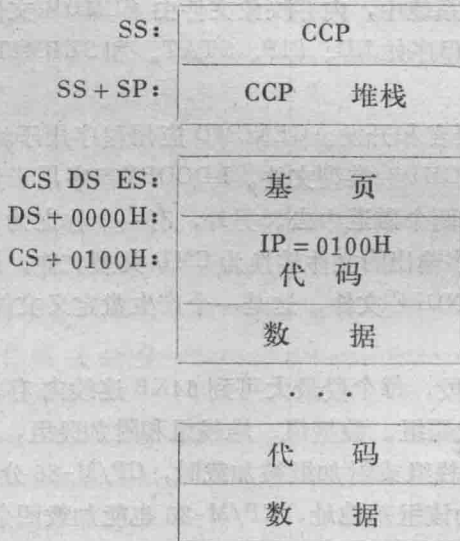 SS: CCP
SS+SP: CCP 堆栈
CS DS ES: 基 页
DS+0000H:
CS+0100H: IP=0100H
代 码
数 据
. . .
代 码
数 据